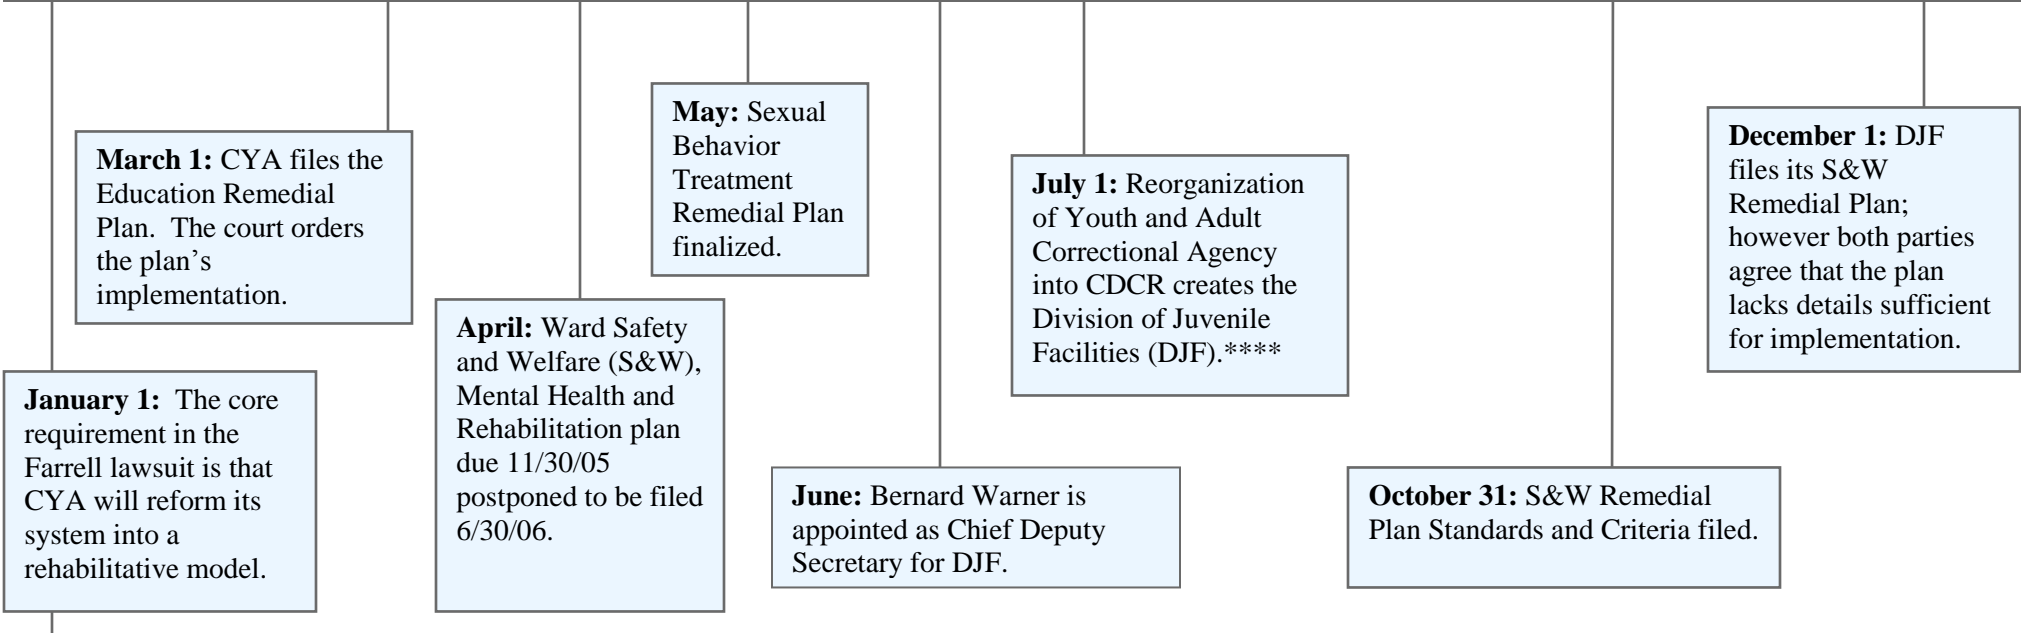 January 1:  The core
requirement in the
Farrell lawsuit is that
CYA will reform its
system into a
rehabilitative model.
March 1: CYA files the
Education Remedial
Plan.  The court orders
the plan’s
implementation.
April: Ward Safety
and Welfare (S&W),
Mental Health and
Rehabilitation plan
due 11/30/05
postponed to be filed
6/30/06.
May: Sexual
Behavior
Treatment
Remedial Plan
finalized.
June: Bernard Warner is
appointed as Chief Deputy
Secretary for DJF.
July 1: Reorganization
of Youth and Adult
Correctional Agency
into CDCR creates the
Division of Juvenile
Facilities (DJF).****
October 31: S&W Remedial
Plan Standards and Criteria filed.
December 1: DJF
files its S&W
Remedial Plan;
however both parties
agree that the plan
lacks details sufficient
for implementation.